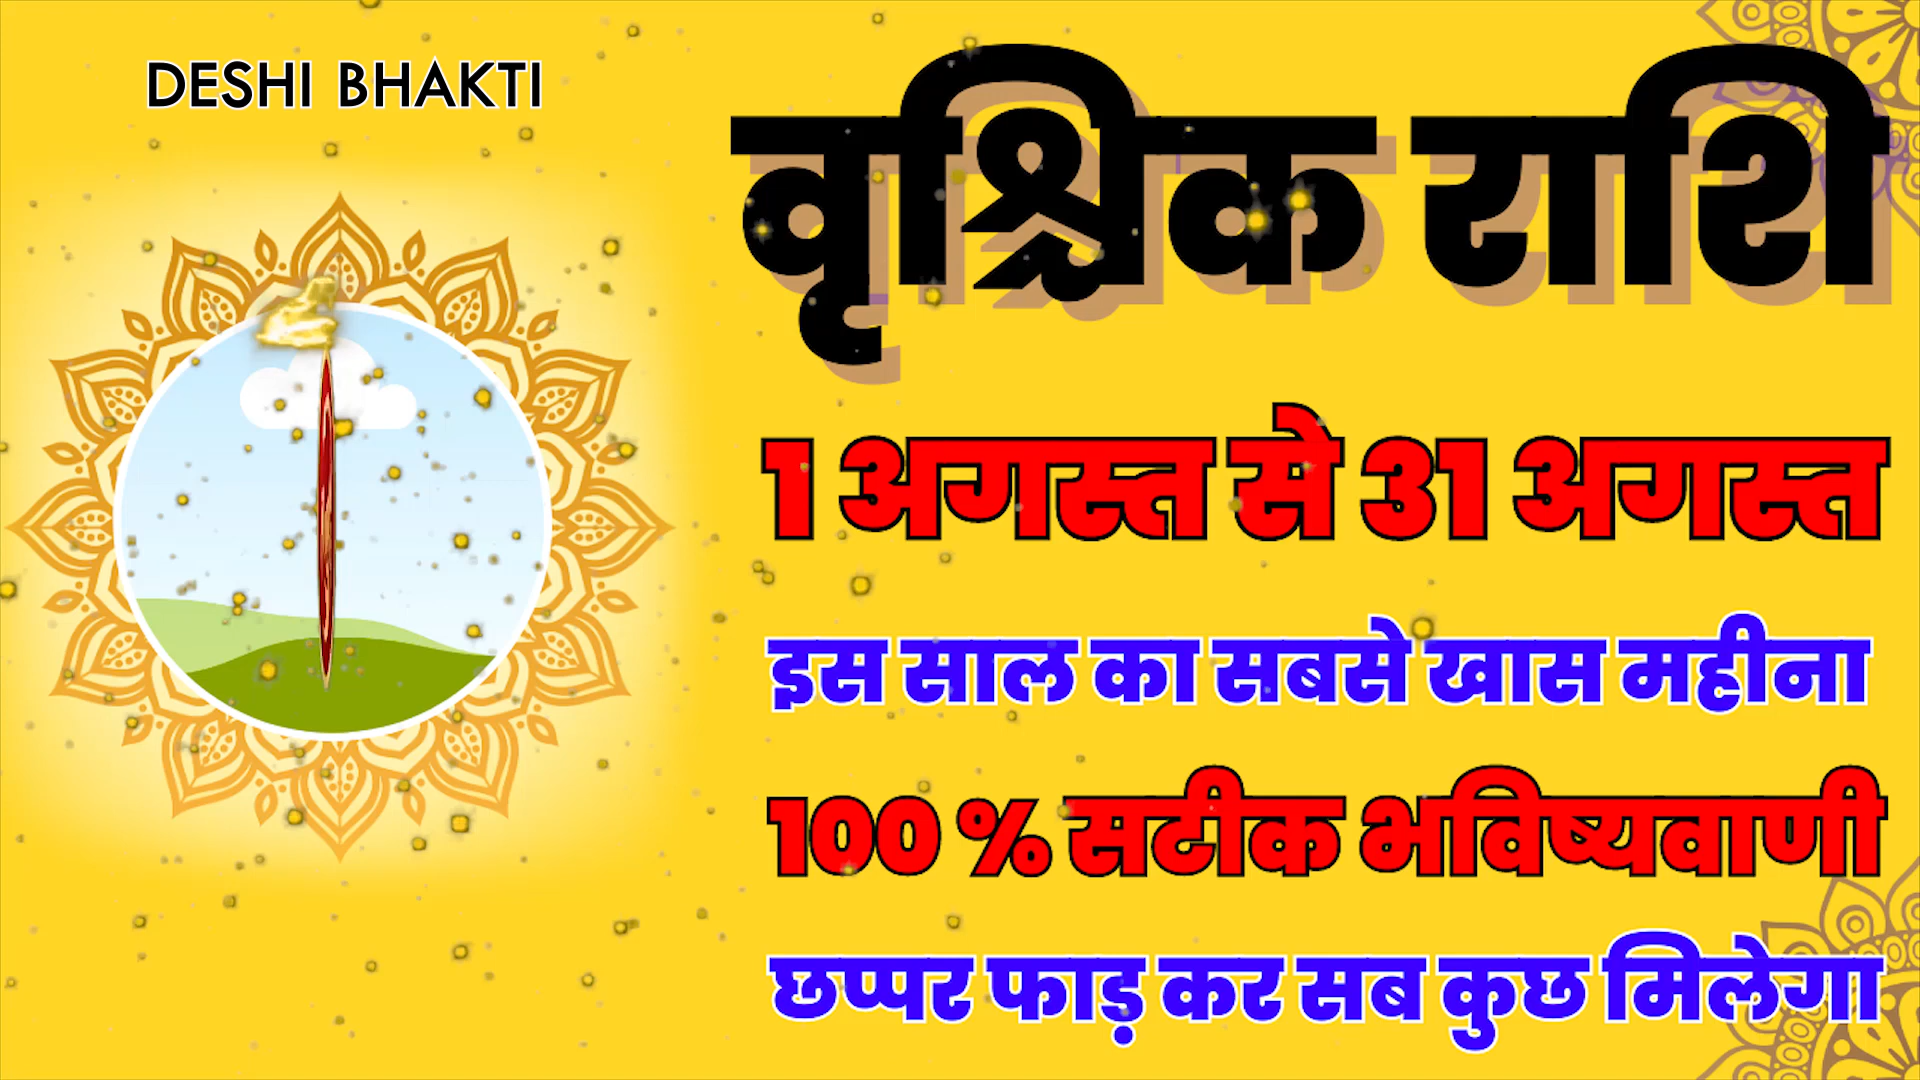 DESHI BHAKTI
वृश्चिक राशि
1 अगस्त से 31 अगस्त
इस साल का सबसे खास महीना
100 % सटीक भविष्यवाणी
छप्पर फाड़ कर सब कुछ मिलेगा